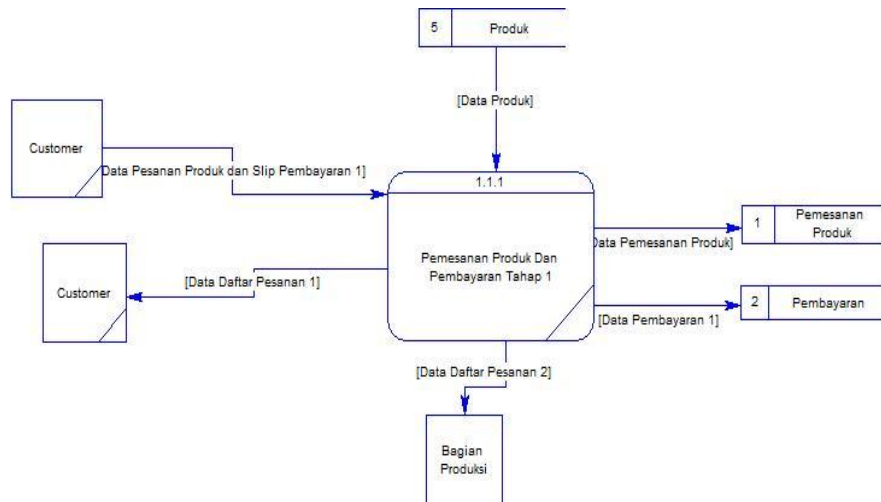 5 Produk
[Data Produk]
Customer
Data Pesanan Produk dan Slip Pembayaran 1]
1.1.1
Pemesanan Produk Dan
Pembayaran Tahap 1
1 Pemesanan
Produk
Data Pemesanan Produk]
Customer
[Data Daftar Pesanan 1]
2 Pembayaran
[Data Pembayaran 1]
[Data Daftar Pesanan 2]
Bagian
Produksi